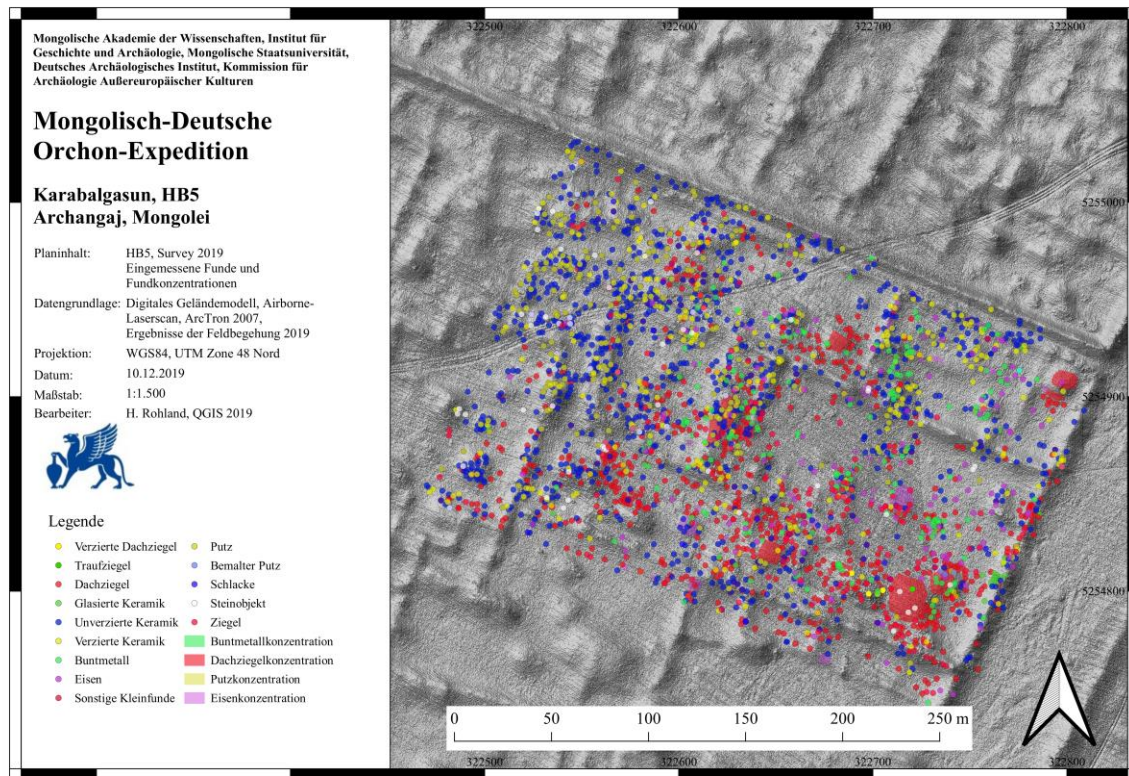 Mongolische Akademie der Wissenschaften, Institut für
Geschichte und Archäologie, Mongolische Staatsuniversität,
Deutsches Archäologisches Institut, Kommission für
Archäologie Außereuropäischer Kulturen
Mongolisch-Deutsche
Orchon-Expedition
Karabalgasun, HB5
Archangaj, Mongolei
Planinhalt: HB5, Survey 2019
Eingemessene Funde und
Fundkonzentrationen
Datengrundlage: Digitales Geländemodell, Airborne-
Laserscan, ArcTron 2007,
Ergebnisse der Feldbegehung 2019
Projektion: WGS84, UTM Zone 48 Nord
Datum: 10.12.2019
Maßstab: 1:1.500
Bearbeiter: H. Rohland, QGIS 2019
Legende
Verzierte Dachziegel
Traufziegel
Dachziegel
Glasierte Keramik
Unverzierte Keramik
Verzierte Keramik
Buntmetall
Eisen
Sonstige Kleinfunde
Putz
Bemalter Putz
Schlacke
Steinobjekt
Ziegel
Buntmetallkonzentration
Dachziegelkonzentration
Putzkonzentration
Eisenkonzentration
322500 322600 322700 322800
5255000
5254900
5254800
0 50 100 150 200 250 m
322500 322600 322700 322800